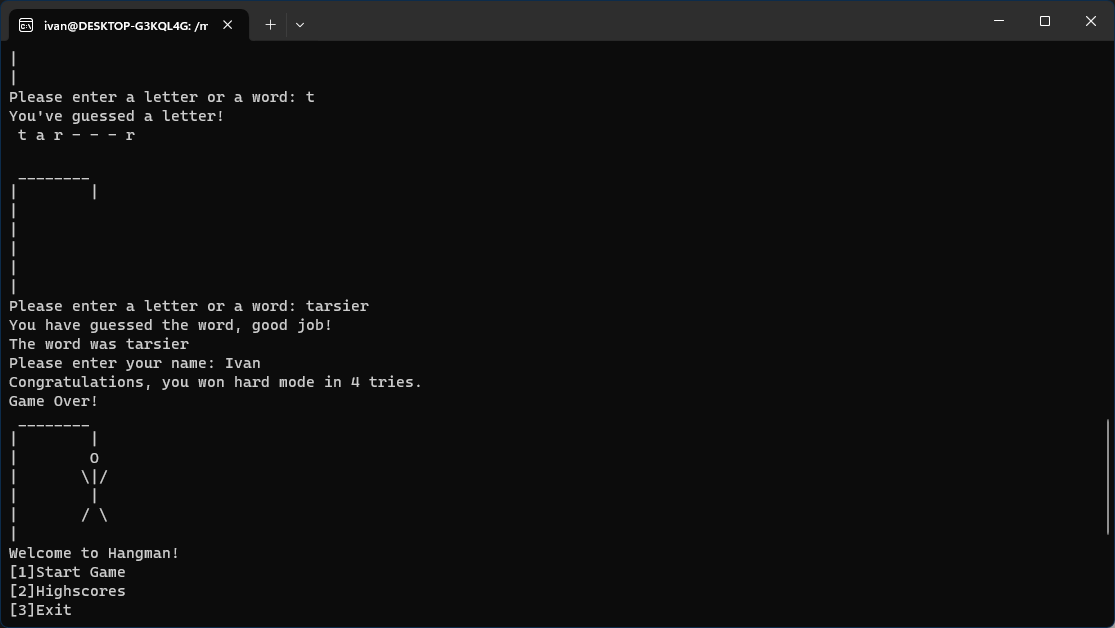 ivan@DESKTOP-G3KQL4G: /m
|
|
Please enter a letter or a word: t
You've guessed a letter!
 t a r - - - r
 ________
|        |
|
|
|
|
|
Please enter a letter or a word: tarsier
You have guessed the word, good job!
The word was tarsier
Please enter your name: Ivan
Congratulations, you won hard mode in 4 tries.
Game Over!
 ________
|        |
|        O
|       \|/
|        |
|       / \
|
Welcome to Hangman!
[1]Start Game
[2]Highscores
[3]Exit